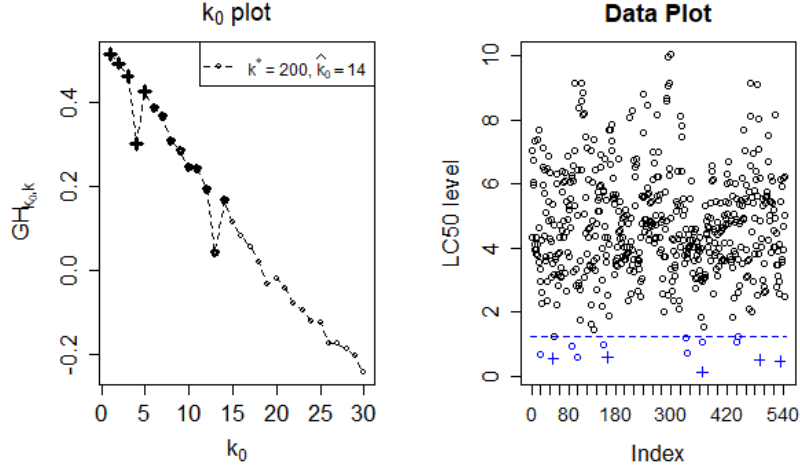 k₀ plot
k* = 200, k̂₀ = 14
GHₖ₀,ₖ
0.4
0.2
0.0
-0.2
0 5 10 15 20 25 30
k₀
Data Plot
LC50 level
10
8
6
4
2
0
0 80 180 300 420 540
Index